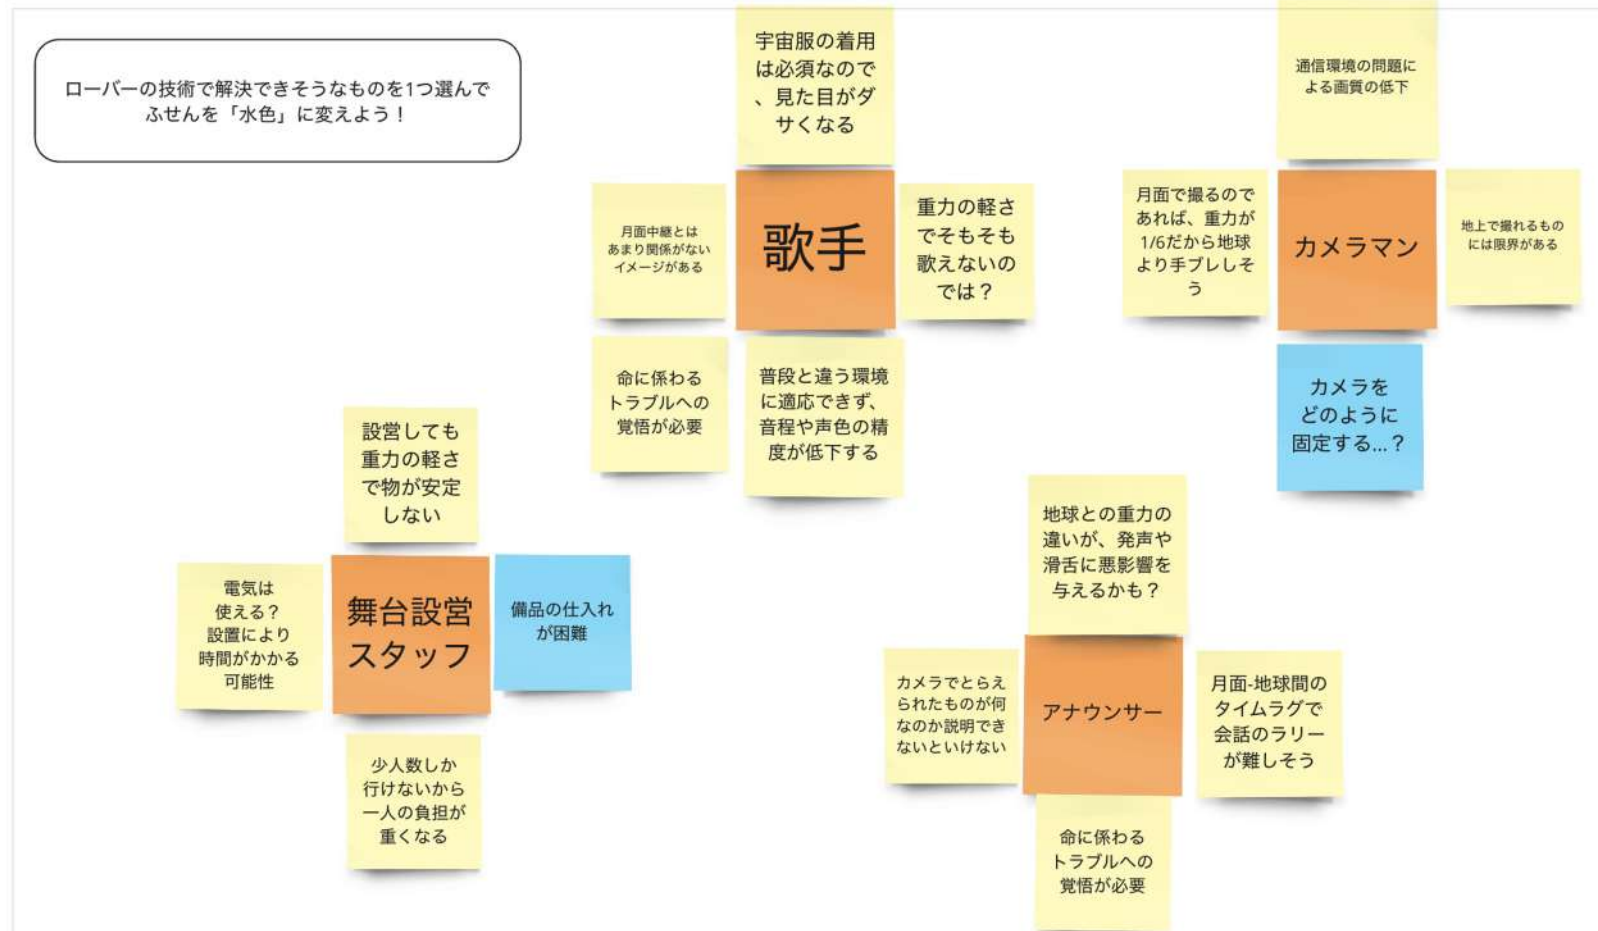 ローバーの技術で解決できそうなものを1つ選んで
ふせんを「水色」に変えよう！
宇宙服の着用
は必須なので
、見た目がダ
サくなる
月面中継とは
あまり関係がない
イメージがある
歌手
重力の軽さ
でそもそも
歌えないの
では？
命に係わる
トラブルへの
覚悟が必要
普段と違う環境
に適応できず、
音程や声色の精
度が低下する
通信環境の問題に
よる画質の低下
月面で撮るので
あれば、重力が
1/6だから地球
より手ブレしそ
う
カメラマン
地上で撮れるもの
には限界がある
カメラを
どのように
固定する...？
設営しても
重力の軽さ
で物が安定
しない
電気は
使える？
設置により
時間がかかる
可能性
舞台設営
スタッフ
備品の仕入れ
が困難
少人数しか
行けないから
一人の負担が
重くなる
地球との重力の
違いが、発声や
滑舌に悪影響を
与えるかも？
カメラでとらえ
られたものが何
なのか説明でき
ないといけない
アナウンサー
月面-地球間の
タイムラグで
会話のラリー
が難しそう
命に係わる
トラブルへの
覚悟が必要